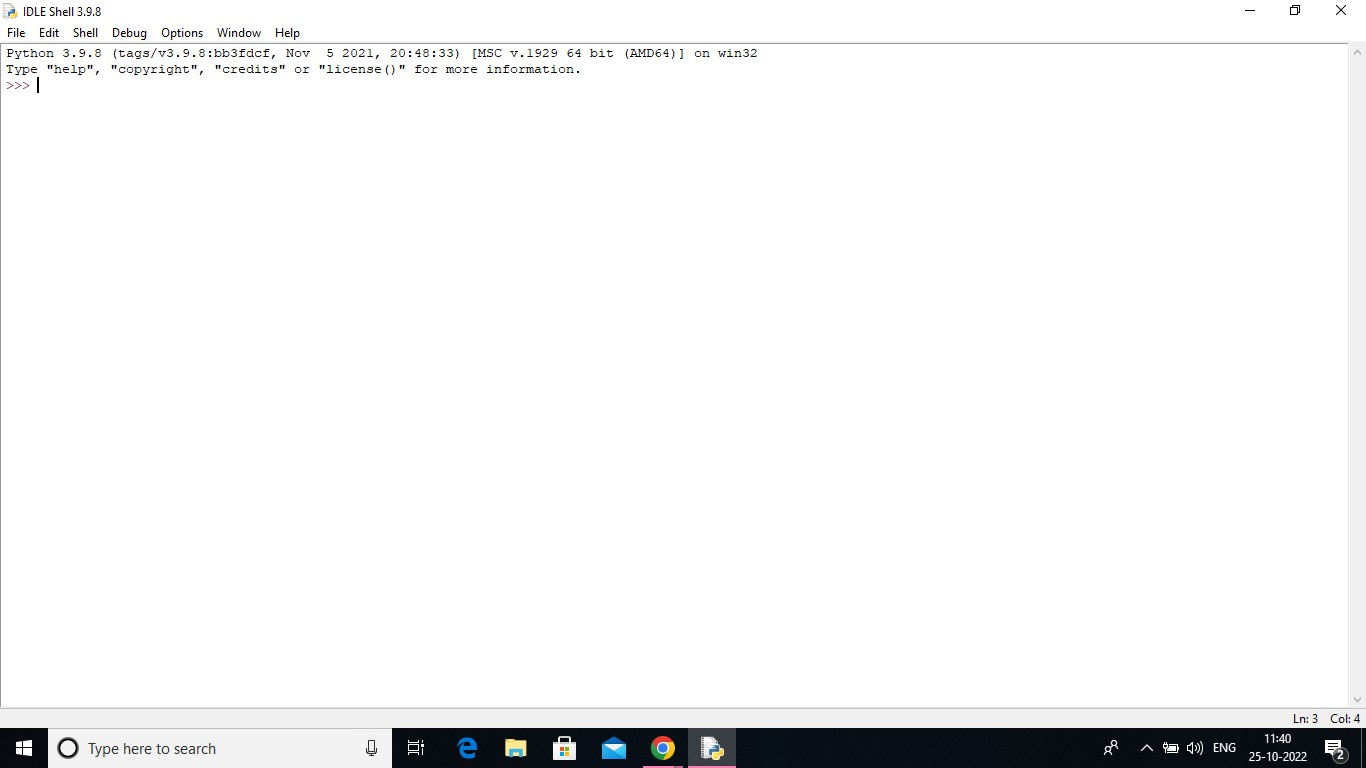 IDLE Shell 3.9.8
File Edit Shell Debug Options Window Help
Python 3.9.8 (tags/v3.9.8:bb3fdcf, Nov  5 2021, 20:48:33) [MSC v.1929 64 bit (AMD64)] on win32
Type "help", "copyright", "credits" or "license()" for more information.
>>>
Ln: 3 Col: 4
Type here to search
ENG
11:40
25-10-2022
2